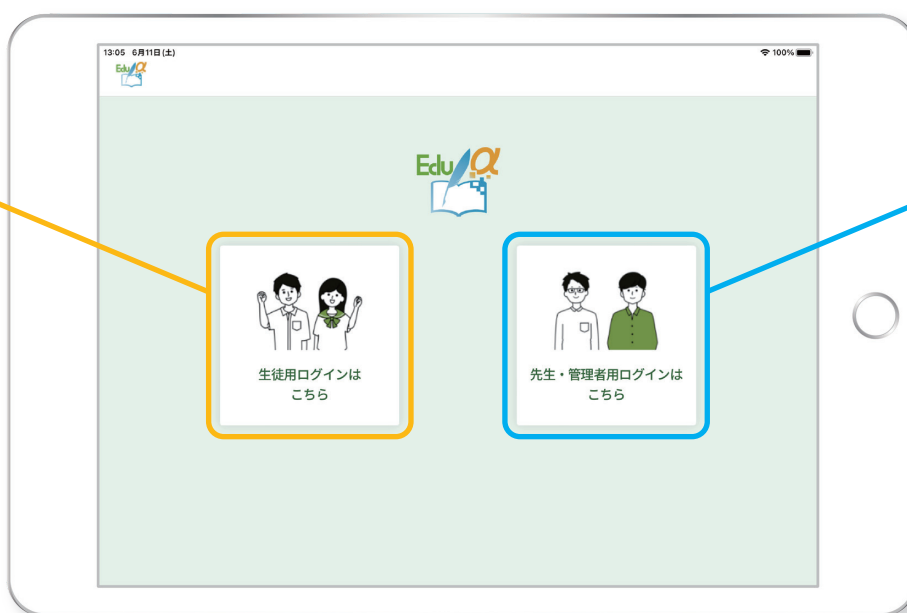 13:05 6月11日(土)
100%
Edu α
Edu α
生徒用ログインは
こちら
先生・管理者用ログインは
こちら